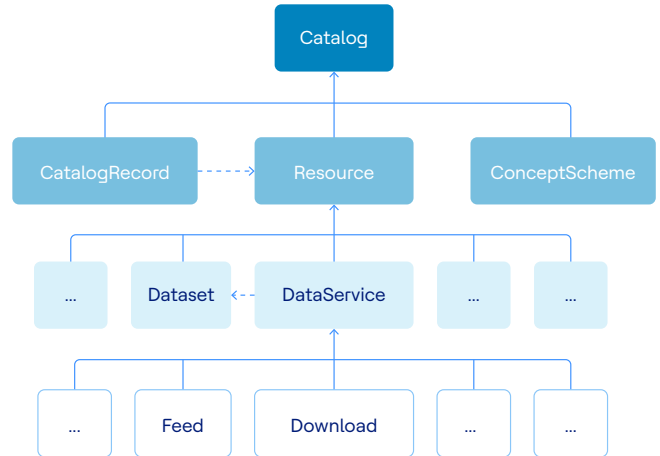 Catalog
CatalogRecord
Resource
ConceptScheme
...
Dataset
DataService
...
...
...
Feed
Download
...
...